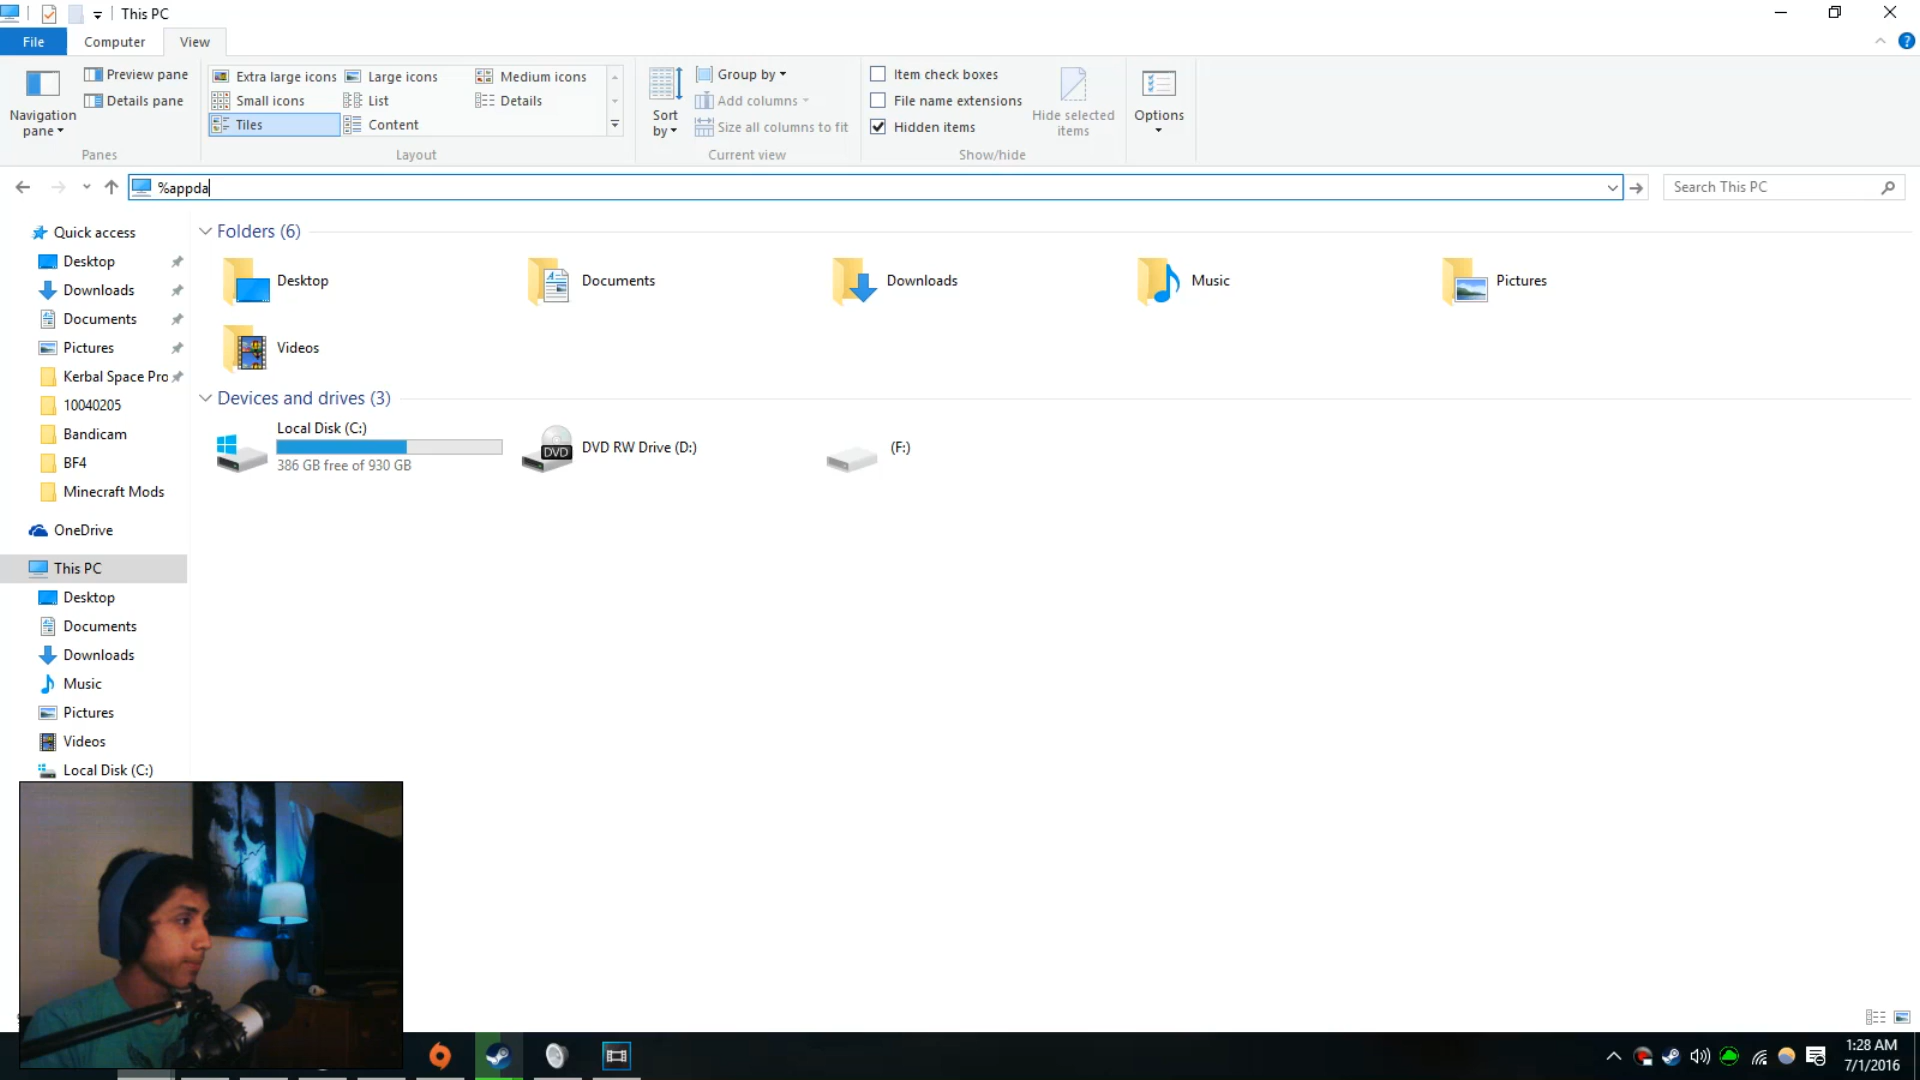 This PC
File
Computer
View
Navigation
pane
Preview pane
Details pane
Panes
Extra large icons
Large icons
Medium icons
Small icons
List
Details
Tiles
Content
Layout
Sort
by
Group by
Add columns
Size all columns to fit
Current view
Item check boxes
File name extensions
Hidden items
Hide selected
items
Show/hide
Options
%appda
Search This PC
Quick access
Desktop
Downloads
Documents
Pictures
Kerbal Space Pro
10040205
Bandicam
BF4
Minecraft Mods
OneDrive
This PC
Desktop
Documents
Downloads
Music
Pictures
Videos
Local Disk (C:)
Folders (6)
Desktop
Documents
Downloads
Music
Pictures
Videos
Devices and drives (3)
Local Disk (C:)
386 GB free of 930 GB
DVD
DVD RW Drive (D:)
(F:)
1:28 AM
7/1/2016